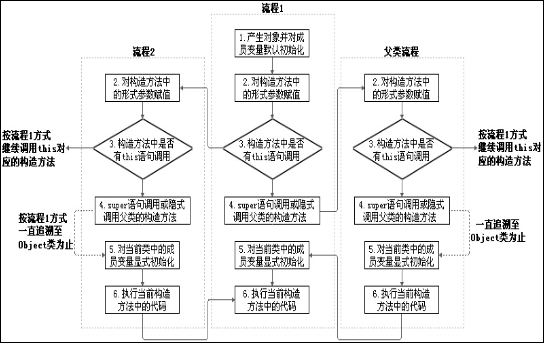 流程1
1.产生对象并对成
员变量默认初始化
2.对构造方法中
的形式参数赋值
3.构造方法中是否
有this语句调用
4.super语句调用或隐式
调用父类的构造方法
5.对当前类中的成
员变量显式初始化
6.执行当前构造
方法中的代码
流程2
2.对构造方法中
的形式参数赋值
3.构造方法中是否
有this语句调用
按流程1方式
继续调用this对
应的构造方法
4.super语句调用或隐式
调用父类的构造方法
按流程1方式
一直追溯至
Object类为止
5.对当前类中的成
员变量显式初始化
6.执行当前构造
方法中的代码
父类流程
2.对构造方法中
的形式参数赋值
3.构造方法中是否
有this语句调用
按流程1方式
继续调用this对
应的构造方法
4.super语句调用或隐式
调用父类的构造方法
一直追溯至
Object类为止
5.对当前类中的成
员变量显式初始化
6.执行当前构造
方法中的代码